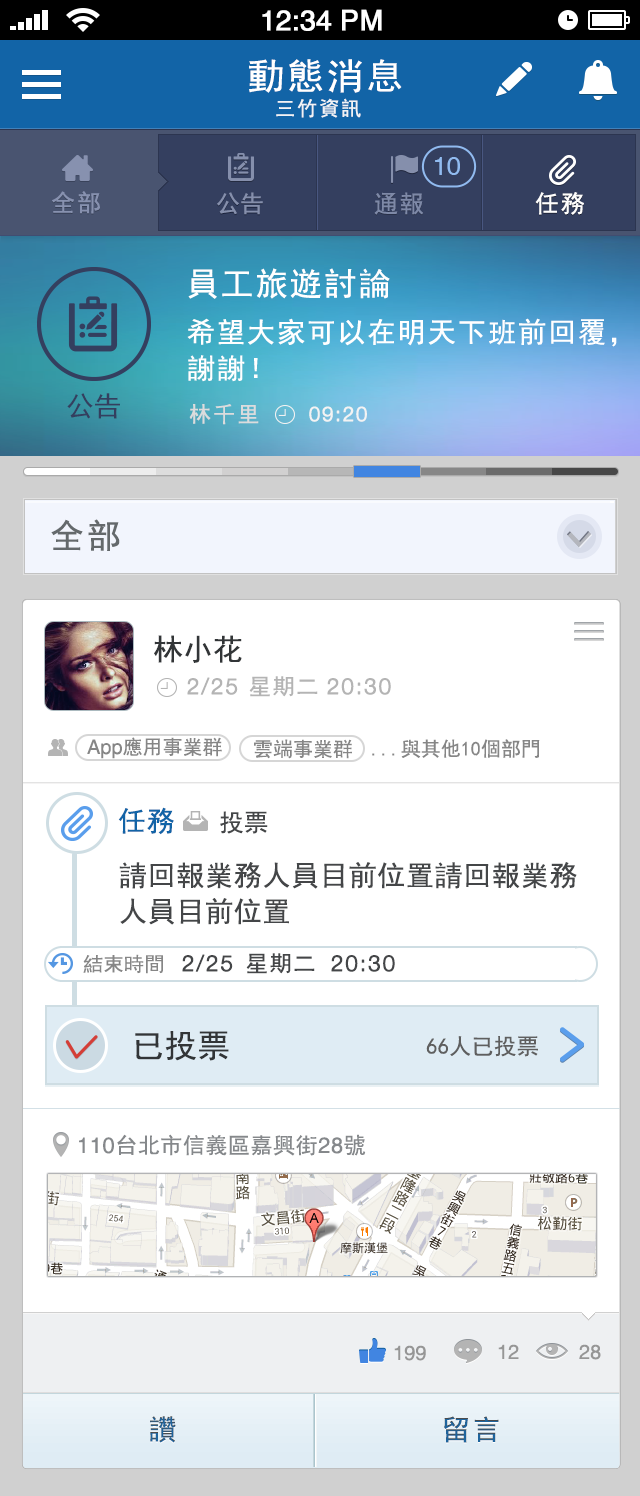 12:34 PM
動態消息
三竹資訊
全部
公告
通報 10
任務
員工旅遊討論
希望大家可以在明天下班前回覆,
謝謝!
公告
林千里 09:20
全部
林小花
2/25 星期二 20:30
App應用事業群 雲端事業群 ...與其他10個部門
任務 投票
請回報業務人員目前位置請回報業務
人員目前位置
結束時間 2/25 星期二 20:30
已投票 66人已投票
110台北市信義區嘉興街28號
南路
街
254
文昌街
310
A
隆路二段
摩斯漢堡
吳興街7巷
2
莊敬路6巷
P
3
松勤街
信義路五
巷
199 12 28
讚 留言